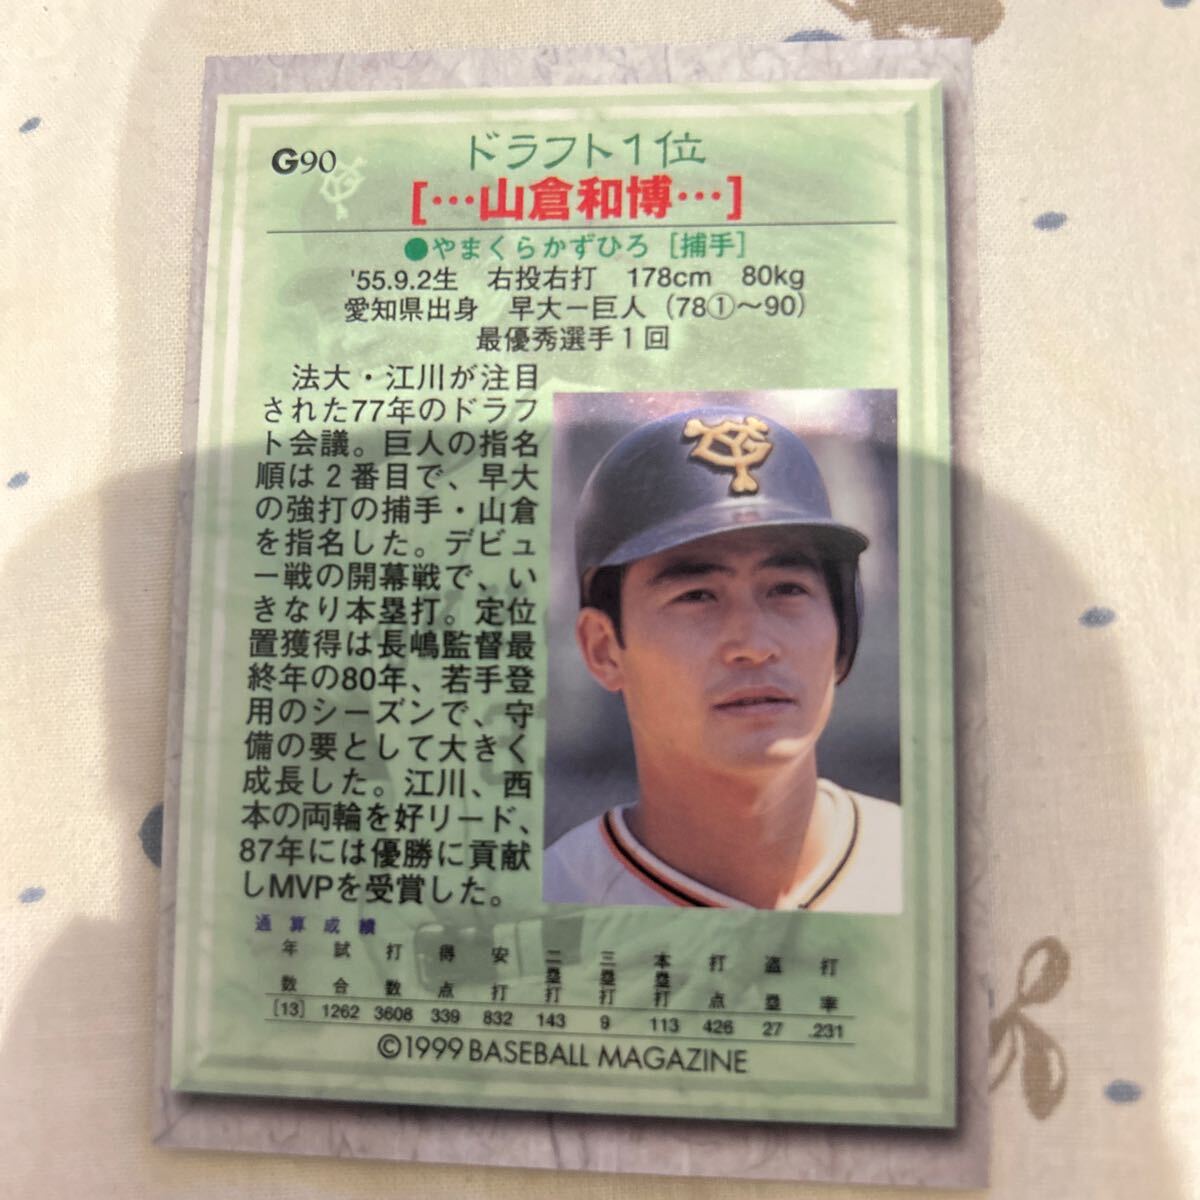 G90
ドラフト1位
[…山倉和博…]
●やまくらかずひろ [捕手]
'55.9.2生 右投右打 178cm 80kg
愛知県出身 早大ー巨人(78①〜90)
最優秀選手1回
法大・江川が注目
された77年のドラフ
ト会議。巨人の指名
順は2番目で、早大
の強打の捕手・山倉
を指名した。デビュ
ー戦の開幕戦で、い
きなり本塁打。定位
置獲得は長嶋監督最
終年の80年、若手登
用のシーズンで、守
備の要として大きく
成長した。江川、西
本の両輪を好リード、
87年には優勝に貢献
しMVPを受賞した。
通算成績
年数 試合 打数 得点 安打 二塁打 三塁打 本塁打 打点 盗塁 打率
[13] 1262 3608 339 832 143 9 113 426 27 .231
©1999 BASEBALL MAGAZINE